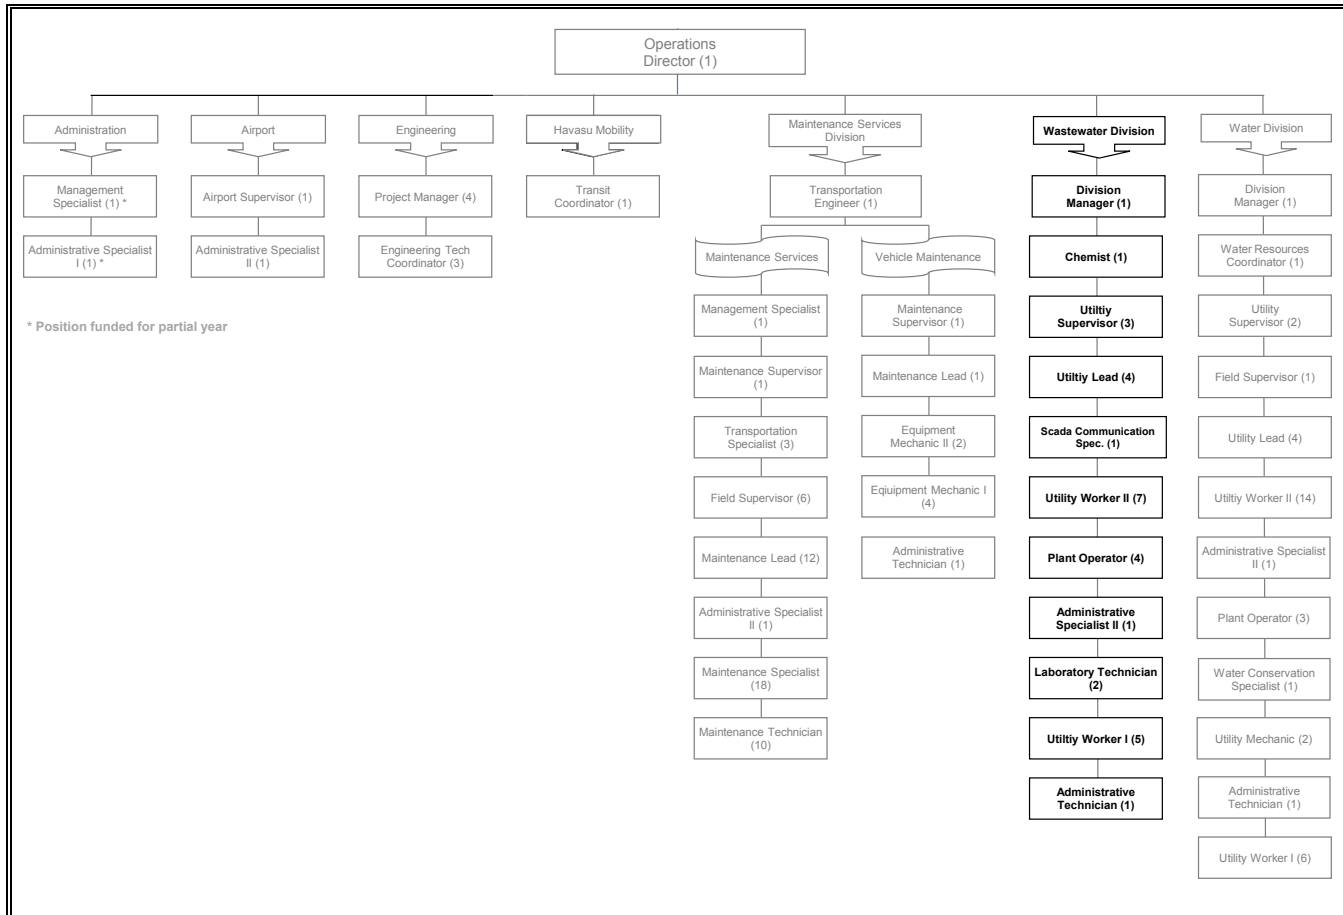 Operations
Director (1)
Administration
Management
Specialist (1) *
Administrative Specialist
I (1) *
* Position funded for partial year
Airport
Airport Supervisor (1)
Administrative Specialist
II (1)
Engineering
Project Manager (4)
Engineering Tech
Coordinator (3)
Havasu Mobility
Transit
Coordinator (1)
Maintenance Services
Division
Transportation
Engineer (1)
Maintenance Services
Management Specialist
(1)
Maintenance Supervisor
(1)
Transportation
Specialist (3)
Field Supervisor (6)
Maintenance Lead (12)
Administrative Specialist
II (1)
Maintenance Specialist
(18)
Maintenance Technician
(10)
Vehicle Maintenance
Maintenance
Supervisor (1)
Maintenance Lead (1)
Equipment
Mechanic II (2)
Eqiuipment Mechanic I
(4)
Administrative
Technician (1)
Wastewater Division
Division
Manager (1)
Chemist (1)
Utiltiy
Supervisor (3)
Utiltiy Lead (4)
Scada Communication
Spec. (1)
Utility Worker II (7)
Plant Operator (4)
Administrative
Specialist II (1)
Laboratory Technician
(2)
Utiltiy Worker I (5)
Administrative
Technician (1)
Water Division
Division
Manager (1)
Water Resources
Coordinator (1)
Utility
Supervisor (2)
Field Supervisor (1)
Utility Lead (4)
Utiltiy Worker II (14)
Administrative Specialist
II (1)
Plant Operator (3)
Water Conservation
Specialist (1)
Utility Mechanic (2)
Administrative
Technician (1)
Utility Worker I (6)